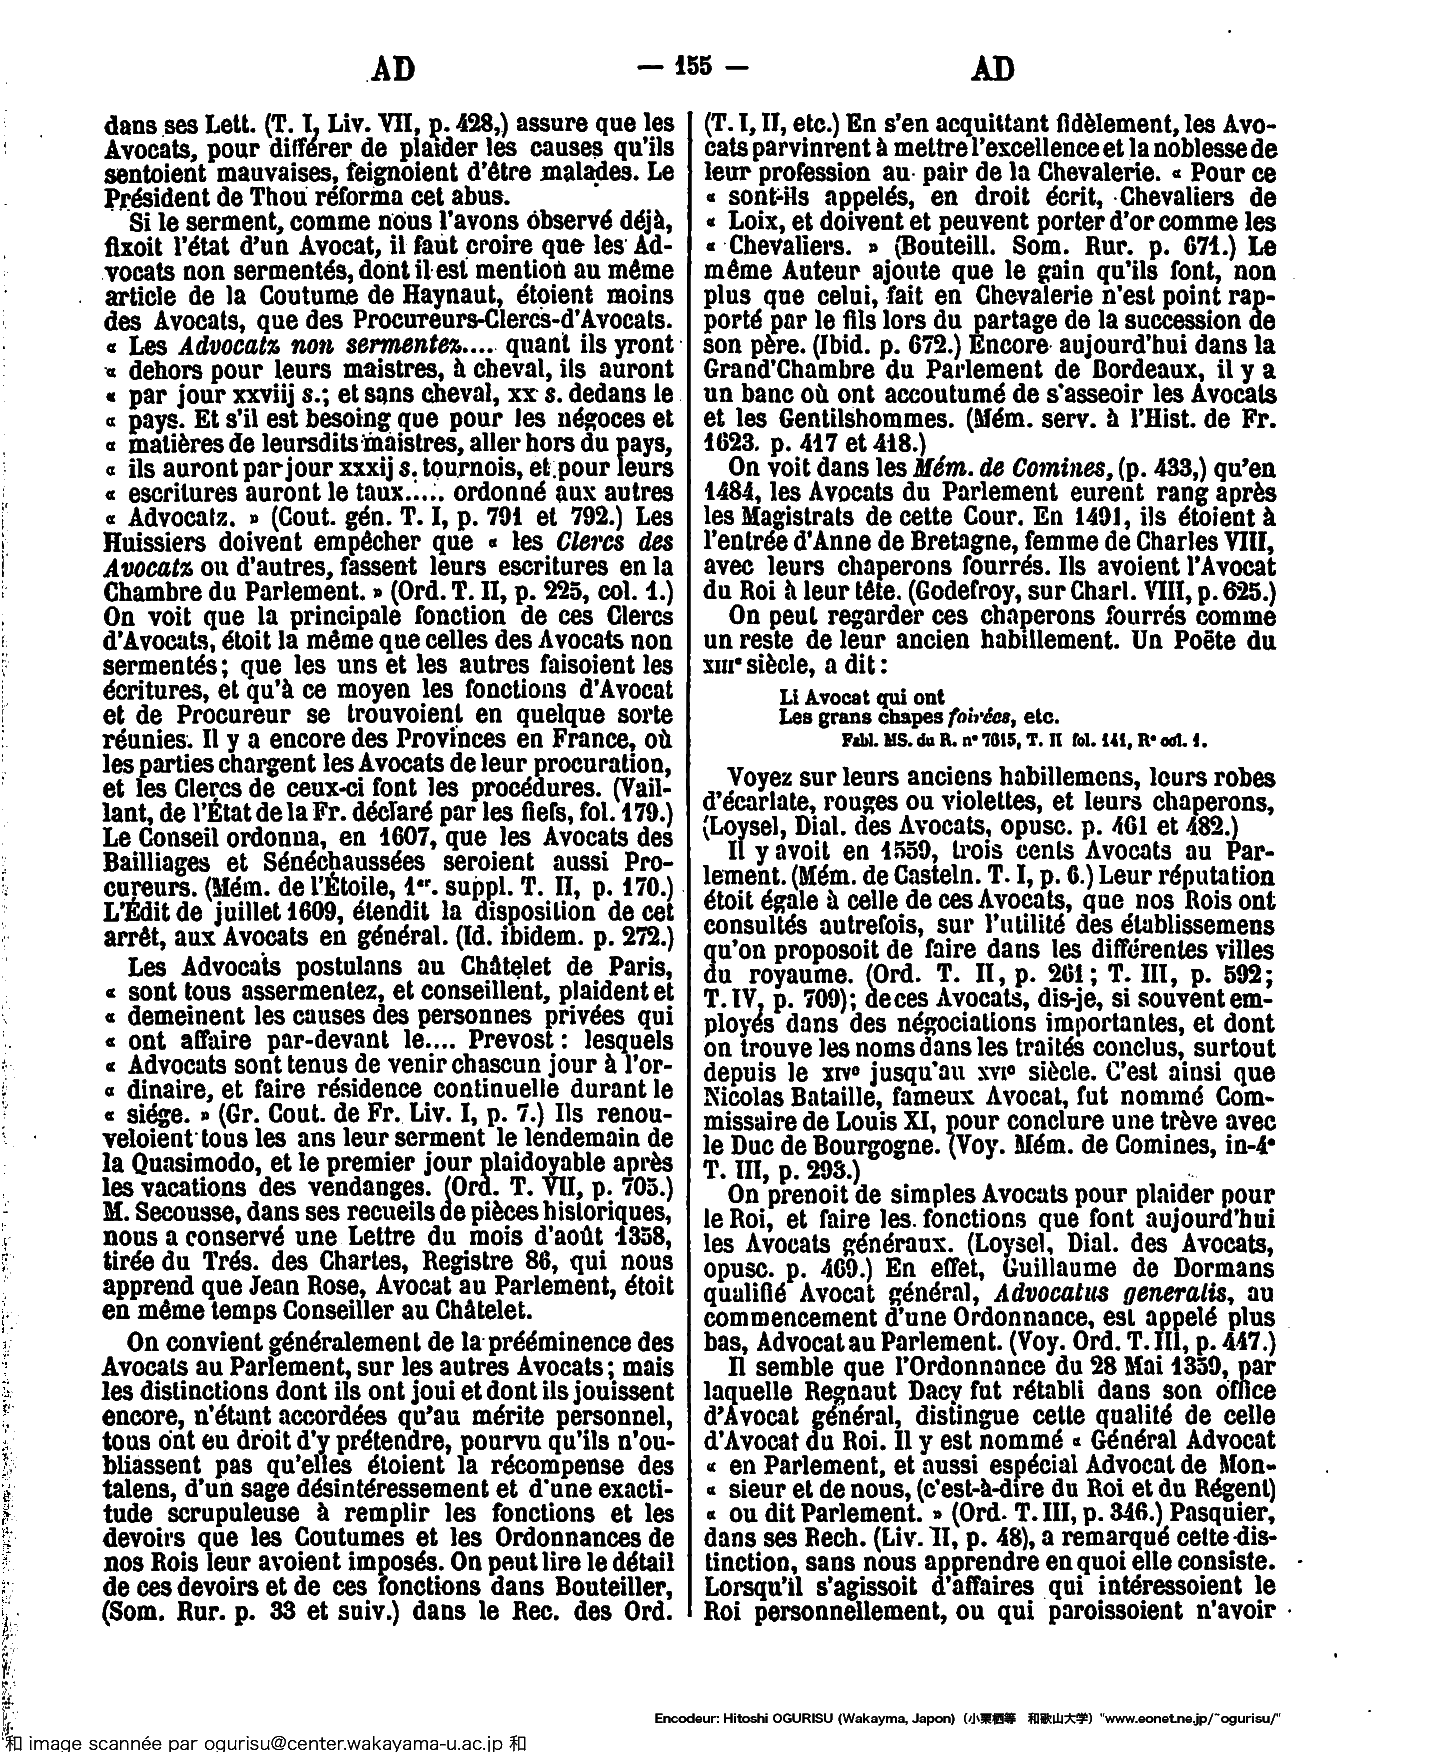 AD — 155 — AD
dans ses Lett. (T. I, Liv. VII, p. 428,) assure que les
Avocats, pour différer de plaider les causes qu'ils
sentoient mauvaises, feignoient d'être malades. Le
Président de Thou réforma cet abus.
Si le serment, comme nous l'avons observé déjà,
fixoit l'état d'un Avocat, il faut croire que les Ad-
vocats non sermentés, dont il est mention au même
article de la Coutume de Haynaut, étoient moins
des Avocats, que des Procureurs-Clercs-d'Avocats.
« Les Advocatz non sermentez.... quant ils yront
« dehors pour leurs maistres, à cheval, ils auront
« par jour xxviij s.; et sans cheval, xx s. dedans le
« pays. Et s'il est besoing que pour les négoces et
« matières de leursdits maistres, aller hors du pays,
« ils auront par jour xxxij s. tournois, et pour leurs
« escritures auront le taux..... ordonné aux autres
« Advocatz. » (Cout. gén. T. I, p. 791 et 792.) Les
Huissiers doivent empêcher que « les Clercs des
Avocatz ou d'autres, fassent leurs escritures en la
Chambre du Parlement. » (Ord. T. II, p. 225, col. 1.)
On voit que la principale fonction de ces Clercs
d'Avocats, étoit la même que celles des Avocats non
sermentés; que les uns et les autres faisoient les
écritures, et qu'à ce moyen les fonctions d'Avocat
et de Procureur se trouvoient en quelque sorte
réunies. Il y a encore des Provinces en France, où
les parties chargent les Avocats de leur procuration,
et les Clercs de ceux-ci font les procédures. (Vail-
lant, de l'État de la Fr. déclaré par les fiefs, fol. 179.)
Le Conseil ordonna, en 1607, que les Avocats des
Bailliages et Sénéchaussées seroient aussi Pro-
cureurs. (Mém. de l'Étoile, 1er. suppl. T. II, p. 170.)
L'Édit de juillet 1609, étendit la disposition de cet
arrêt, aux Avocats en général. (Id. ibidem. p. 272.)
Les Advocats postulans au Châtelet de Paris,
« sont tous assermentez, et conseillent, plaident et
« demeinent les causes des personnes privées qui
« ont affaire par-devant le.... Prevost : lesquels
« Advocats sont tenus de venir chascun jour à l'or-
« dinaire, et faire résidence continuelle durant le
« siége. » (Gr. Cout. de Fr. Liv. I, p. 7.) Ils renou-
veloient tous les ans leur serment le lendemain de
la Quasimodo, et le premier jour plaidoyable après
les vacations des vendanges. (Ord. T. VII, p. 705.)
M. Secousse, dans ses recueils de pièces historiques,
nous a conservé une Lettre du mois d'août 1358,
tirée du Trés. des Chartes, Registre 86, qui nous
apprend que Jean Rose, Avocat au Parlement, étoit
en même temps Conseiller au Châtelet.
On convient généralement de la prééminence des
Avocats au Parlement, sur les autres Avocats; mais
les distinctions dont ils ont joui et dont ils jouissent
encore, n'étant accordées qu'au mérite personnel,
tous ont eu droit d'y prétendre, pourvu qu'ils n'ou-
bliassent pas qu'elles étoient la récompense des
talens, d'un sage désintéressement et d'une exacti-
tude scrupuleuse à remplir les fonctions et les
devoirs que les Coutumes et les Ordonnances de
nos Rois leur avoient imposés. On peut lire le détail
de ces devoirs et de ces fonctions dans Bouteiller,
(Som. Rur. p. 33 et suiv.) dans le Rec. des Ord.
(T. I, II, etc.) En s'en acquittant fidèlement, les Avo-
cats parvinrent à mettre l'excellence et la noblesse de
leur profession au pair de la Chevalerie. « Pour ce
« sont-ils appelés, en droit écrit, Chevaliers de
« Loix, et doivent et peuvent porter d'or comme les
« Chevaliers. » (Bouteill. Som. Rur. p. 671.) Le
même Auteur ajoute que le gain qu'ils font, non
plus que celui, fait en Chevalerie n'est point rap-
porté par le fils lors du partage de la succession de
son père. (Ibid. p. 672.) Encore aujourd'hui dans la
Grand'Chambre du Parlement de Bordeaux, il y a
un banc où ont accoutumé de s'asseoir les Avocats
et les Gentilshommes. (Mém. serv. à l'Hist. de Fr.
1623. p. 417 et 418.)
On voit dans les Mém. de Comines, (p. 433,) qu'en
1484, les Avocats du Parlement eurent rang après
les Magistrats de cette Cour. En 1491, ils étoient à
l'entrée d'Anne de Bretagne, femme de Charles VIII,
avec leurs chaperons fourrés. Ils avoient l'Avocat
du Roi à leur tête. (Godefroy, sur Charl. VIII, p. 625.)
On peut regarder ces chaperons fourrés comme
un reste de leur ancien habillement. Un Poëte du
XIIIe siècle, a dit :
Li Avocat qui ont
Les grans chapes foirées, etc.
Fabl. MS. du R. n° 7615, T. II fol. 141, R° col. 1.
Voyez sur leurs anciens habillemens, leurs robes
d'écarlate, rouges ou violettes, et leurs chaperons,
(Loysel, Dial. des Avocats, opusc. p. 461 et 482.)
Il y avoit en 1559, trois cents Avocats au Par-
lement. (Mém. de Casteln. T. I, p. 6.) Leur réputation
étoit égale à celle de ces Avocats, que nos Rois ont
consultés autrefois, sur l'utilité des établissemens
qu'on proposoit de faire dans les différentes villes
du royaume. (Ord. T. II, p. 261; T. III, p. 592;
T. IV, p. 709); de ces Avocats, dis-je, si souvent em-
ployés dans des négociations importantes, et dont
on trouve les noms dans les traités conclus, surtout
depuis le XIVe jusqu'au XVIe siècle. C'est ainsi que
Nicolas Bataille, fameux Avocat, fut nommé Com-
missaire de Louis XI, pour conclure une trève avec
le Duc de Bourgogne. (Voy. Mém. de Comines, in-4°
T. III, p. 293.)
On prenoit de simples Avocats pour plaider pour
le Roi, et faire les fonctions que font aujourd'hui
les Avocats généraux. (Loysel, Dial. des Avocats,
opusc. p. 469.) En effet, Guillaume de Dormans
qualifié Avocat général, Advocatus generalis, au
commencement d'une Ordonnance, est appelé plus
bas, Advocat au Parlement. (Voy. Ord. T. III, p. 447.)
Il semble que l'Ordonnance du 28 Mai 1359, par
laquelle Regnaut Dacy fut rétabli dans son office
d'Avocat général, distingue cette qualité de celle
d'Avocat du Roi. Il y est nommé « Général Advocat
« en Parlement, et aussi espécial Advocat de Mon-
« sieur et de nous, (c'est-à-dire du Roi et du Régent)
« ou dit Parlement. » (Ord. T. III, p. 346.) Pasquier,
dans ses Rech. (Liv. II, p. 48), a remarqué cette dis-
tinction, sans nous apprendre en quoi elle consiste.
Lorsqu'il s'agissoit d'affaires qui intéressoient le
Roi personnellement, ou qui paroissoient n'avoir
Encodeur: Hitoshi OGURISU (Wakayma, Japon) (小栗栖等 和歌山大学) "www.eonet.ne.jp/~ogurisu/"
和 image scannée par ogurisu@center.wakayama-u.ac.jp 和